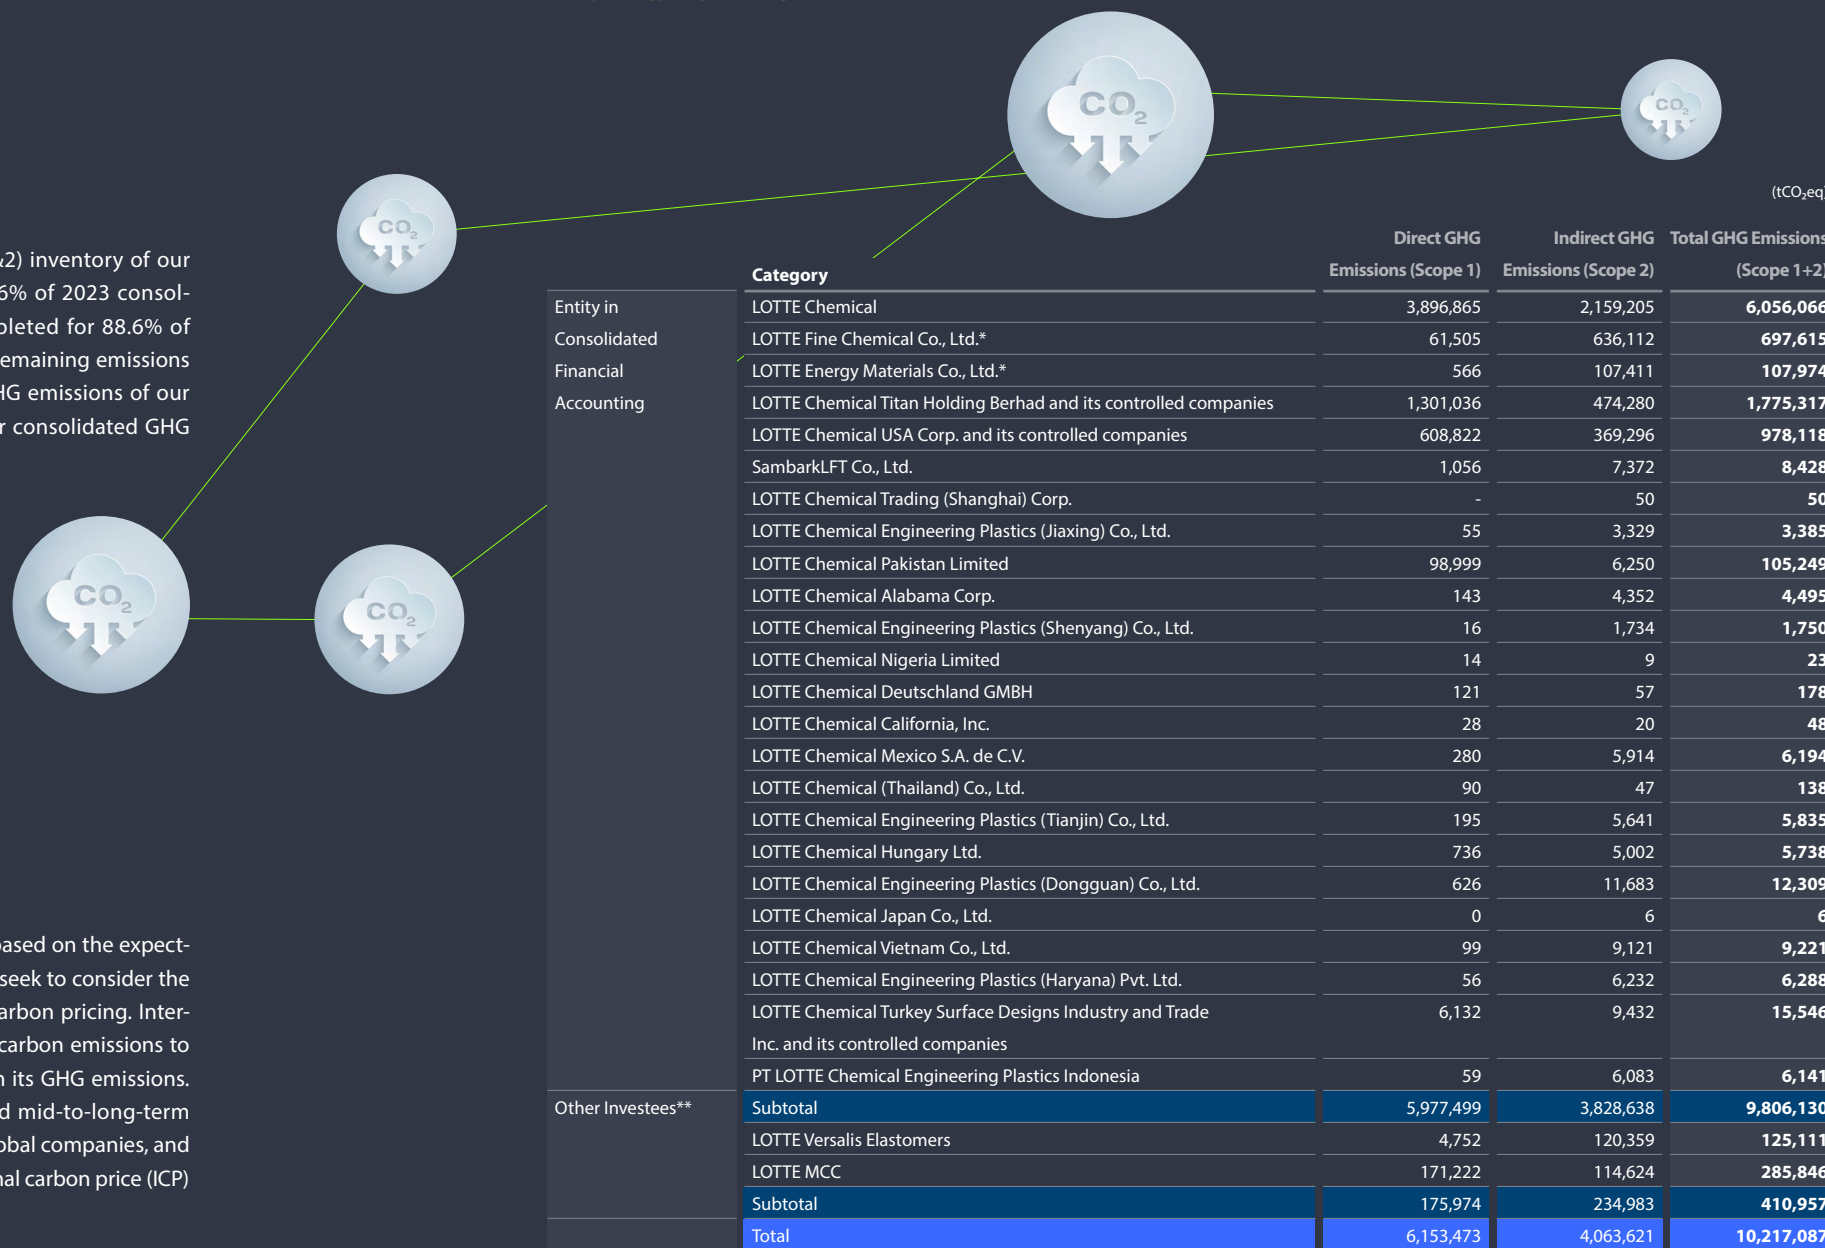 CO2
CO2
CO2
CO2
CO2
&2) inventory of our
6% of 2023 consol-
pleted for 88.6% of
remaining emissions
HG emissions of our
r consolidated GHG
based on the expect-
seek to consider the
arbon pricing. Inter-
carbon emissions to
n its GHG emissions.
d mid-to-long-term
obal companies, and
nal carbon price (ICP)
(tCO₂eq)
Category Direct GHG Emissions (Scope 1) Indirect GHG Emissions (Scope 2) Total GHG Emissions (Scope 1+2)
Entity in LOTTE Chemical 3,896,865 2,159,205 6,056,066
Consolidated LOTTE Fine Chemical Co., Ltd.* 61,505 636,112 697,615
Financial LOTTE Energy Materials Co., Ltd.* 566 107,411 107,974
Accounting LOTTE Chemical Titan Holding Berhad and its controlled companies 1,301,036 474,280 1,775,317
LOTTE Chemical USA Corp. and its controlled companies 608,822 369,296 978,118
SambarkLFT Co., Ltd. 1,056 7,372 8,428
LOTTE Chemical Trading (Shanghai) Corp. - 50 50
LOTTE Chemical Engineering Plastics (Jiaxing) Co., Ltd. 55 3,329 3,385
LOTTE Chemical Pakistan Limited 98,999 6,250 105,249
LOTTE Chemical Alabama Corp. 143 4,352 4,495
LOTTE Chemical Engineering Plastics (Shenyang) Co., Ltd. 16 1,734 1,750
LOTTE Chemical Nigeria Limited 14 9 23
LOTTE Chemical Deutschland GMBH 121 57 178
LOTTE Chemical California, Inc. 28 20 48
LOTTE Chemical Mexico S.A. de C.V. 280 5,914 6,194
LOTTE Chemical (Thailand) Co., Ltd. 90 47 138
LOTTE Chemical Engineering Plastics (Tianjin) Co., Ltd. 195 5,641 5,835
LOTTE Chemical Hungary Ltd. 736 5,002 5,738
LOTTE Chemical Engineering Plastics (Dongguan) Co., Ltd. 626 11,683 12,309
LOTTE Chemical Japan Co., Ltd. 0 6 6
LOTTE Chemical Vietnam Co., Ltd. 99 9,121 9,221
LOTTE Chemical Engineering Plastics (Haryana) Pvt. Ltd. 56 6,232 6,288
LOTTE Chemical Turkey Surface Designs Industry and Trade 6,132 9,432 15,546
Inc. and its controlled companies
PT LOTTE Chemical Engineering Plastics Indonesia 59 6,083 6,141
Other Investees** Subtotal 5,977,499 3,828,638 9,806,130
LOTTE Versalis Elastomers 4,752 120,359 125,111
LOTTE MCC 171,222 114,624 285,846
Subtotal 175,974 234,983 410,957
Total 6,153,473 4,063,621 10,217,087